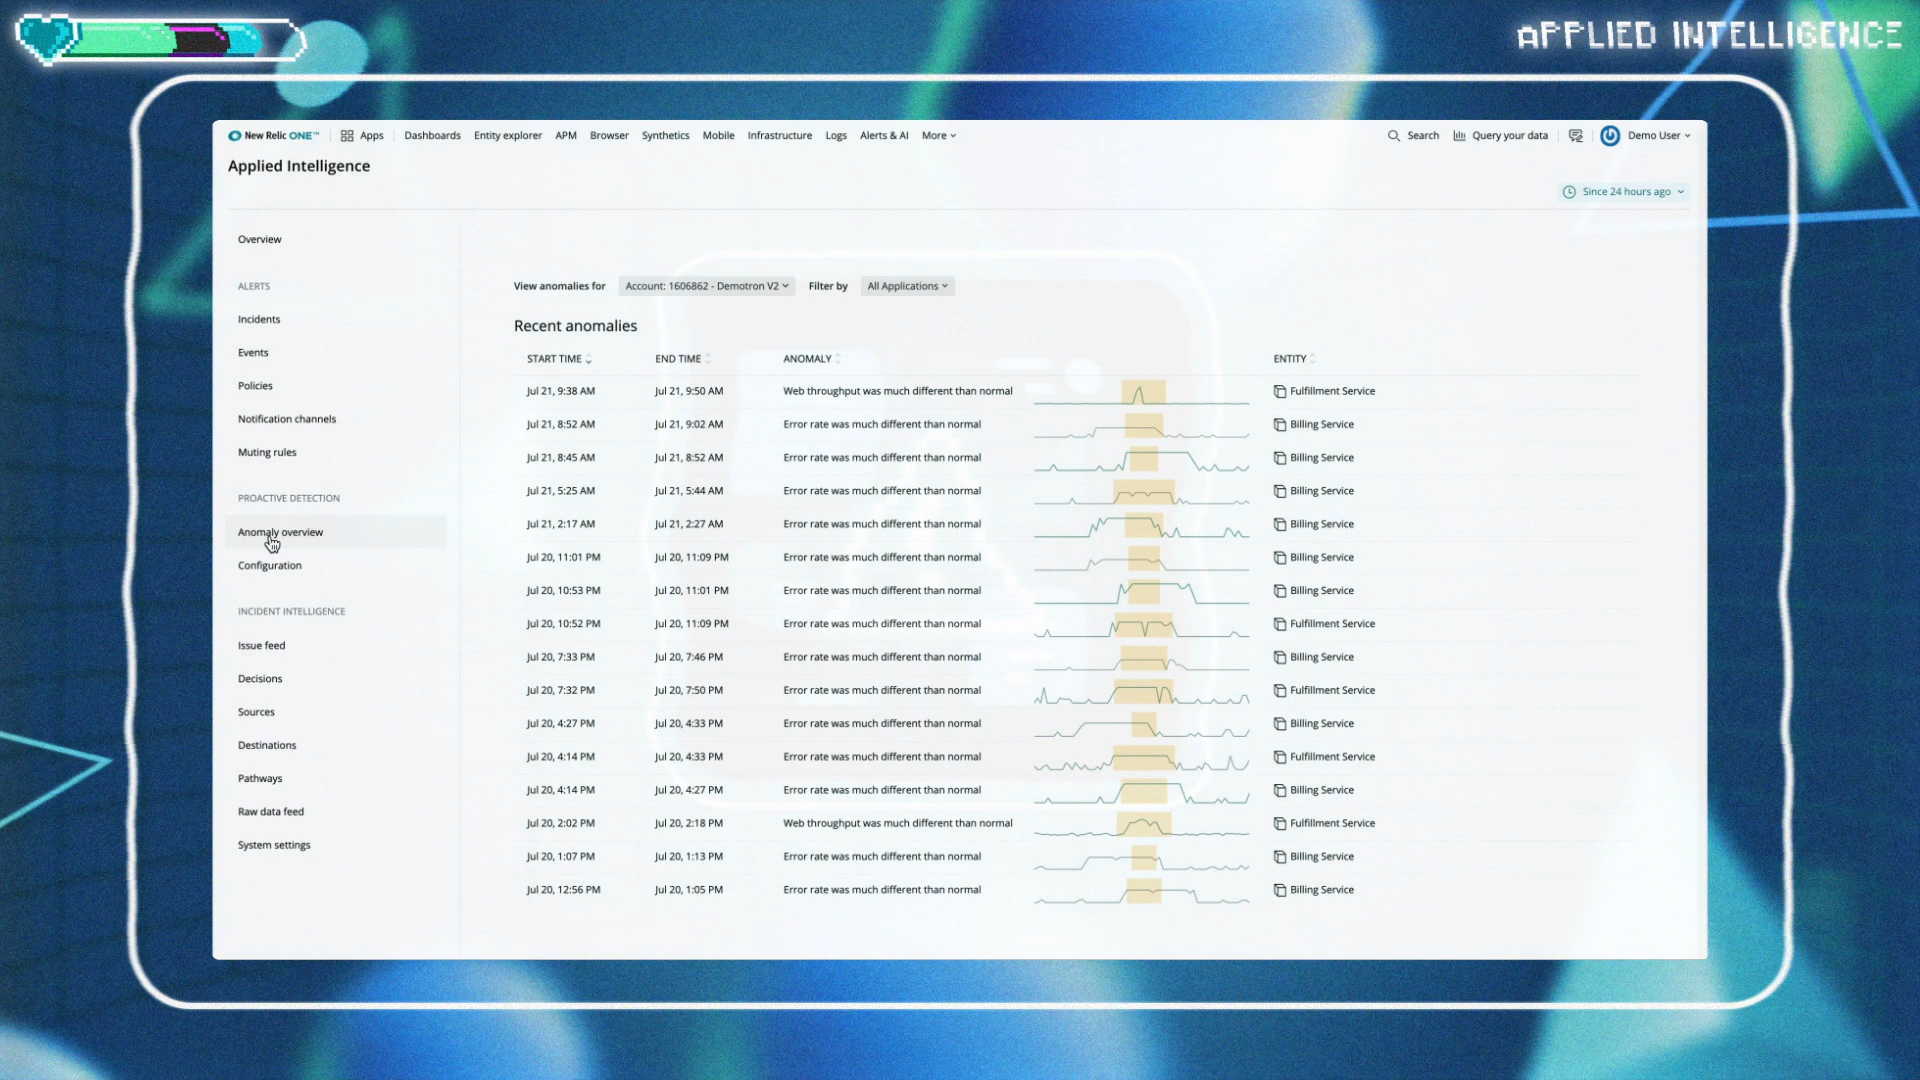 APPLIED INTELLIGENCE
New Relic ONE™ Apps Dashboards Entity explorer APM Browser Synthetics Mobile Infrastructure Logs Alerts & AI More Search Query your data Demo User
Applied Intelligence
Since 24 hours ago
Overview
ALERTS
Incidents
Events
Policies
Notification channels
Muting rules
PROACTIVE DETECTION
Anomaly overview
Configuration
INCIDENT INTELLIGENCE
Issue feed
Decisions
Sources
Destinations
Pathways
Raw data feed
System settings
View anomalies for Account: 1606862 - Demotron V2 Filter by All Applications
Recent anomalies
START TIME END TIME ANOMALY ENTITY
Jul 21, 9:38 AM Jul 21, 9:50 AM Web throughput was much different than normal Fulfillment Service
Jul 21, 8:52 AM Jul 21, 9:02 AM Error rate was much different than normal Billing Service
Jul 21, 8:45 AM Jul 21, 8:52 AM Error rate was much different than normal Billing Service
Jul 21, 5:25 AM Jul 21, 5:44 AM Error rate was much different than normal Billing Service
Jul 21, 2:17 AM Jul 21, 2:27 AM Error rate was much different than normal Billing Service
Jul 20, 11:01 PM Jul 20, 11:09 PM Error rate was much different than normal Billing Service
Jul 20, 10:53 PM Jul 20, 11:01 PM Error rate was much different than normal Billing Service
Jul 20, 10:52 PM Jul 20, 11:09 PM Error rate was much different than normal Fulfillment Service
Jul 20, 7:33 PM Jul 20, 7:46 PM Error rate was much different than normal Billing Service
Jul 20, 7:32 PM Jul 20, 7:50 PM Error rate was much different than normal Fulfillment Service
Jul 20, 4:27 PM Jul 20, 4:33 PM Error rate was much different than normal Billing Service
Jul 20, 4:14 PM Jul 20, 4:33 PM Error rate was much different than normal Fulfillment Service
Jul 20, 4:14 PM Jul 20, 4:27 PM Error rate was much different than normal Billing Service
Jul 20, 2:02 PM Jul 20, 2:18 PM Web throughput was much different than normal Fulfillment Service
Jul 20, 1:07 PM Jul 20, 1:13 PM Error rate was much different than normal Billing Service
Jul 20, 12:56 PM Jul 20, 1:05 PM Error rate was much different than normal Billing Service